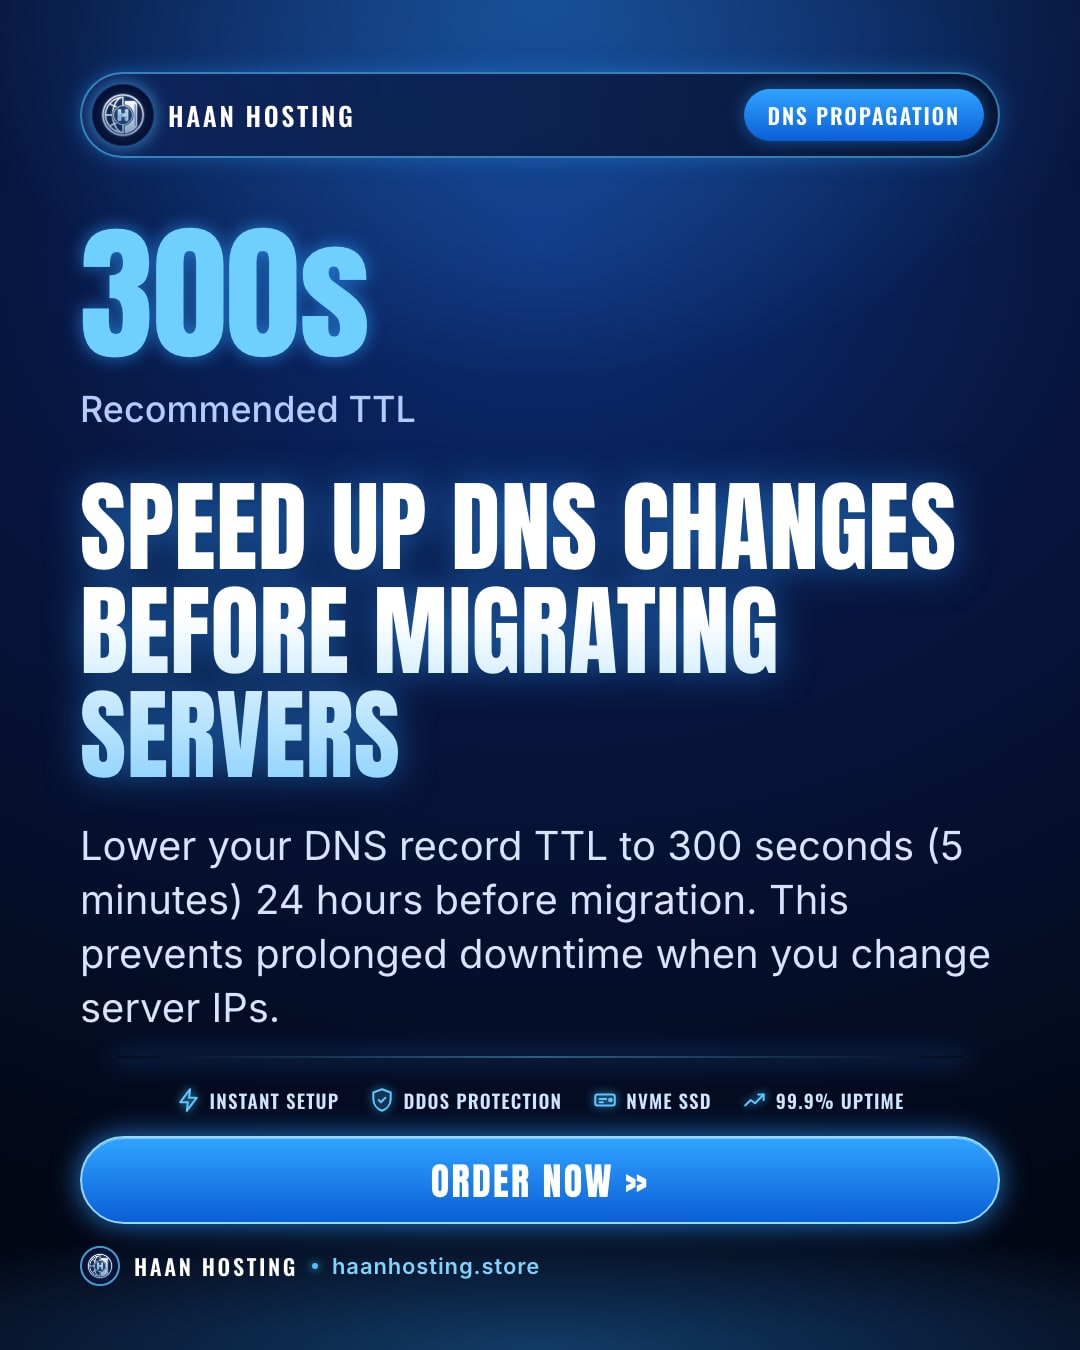 HAAN HOSTING
DNS PROPAGATION
300s
Recommended TTL
SPEED UP DNS CHANGES
BEFORE MIGRATING
SERVERS
Lower your DNS record TTL to 300 seconds (5
minutes) 24 hours before migration. This
prevents prolonged downtime when you change
server IPs.
INSTANT SETUP
DDOS PROTECTION
NVME SSD
99.9% UPTIME
ORDER NOW »
HAAN HOSTING • haanhosting.store